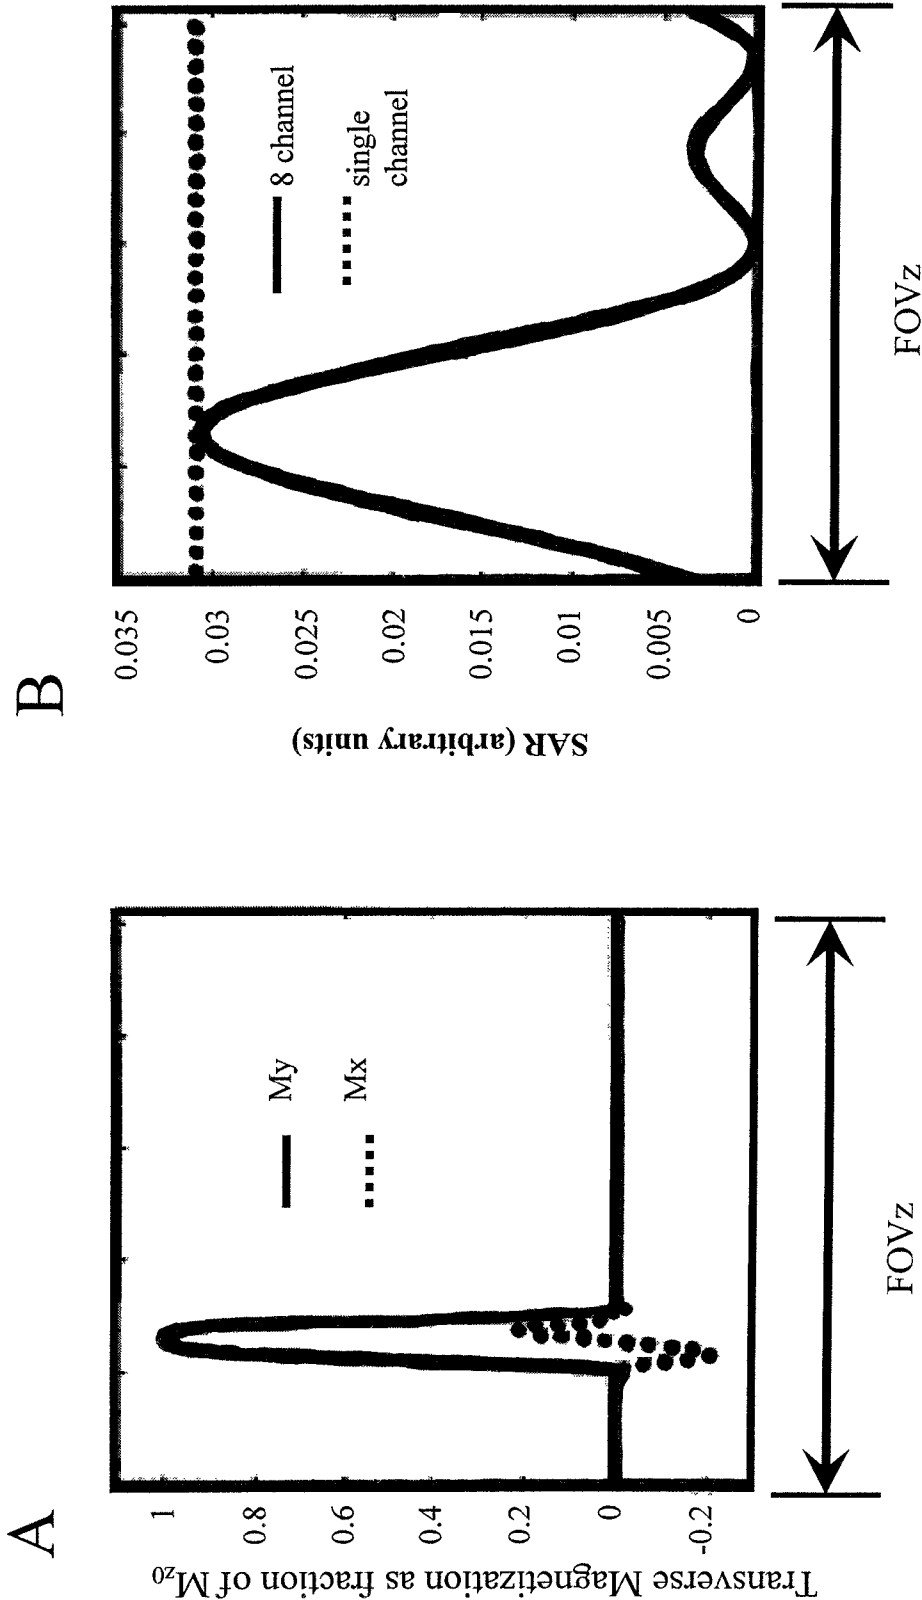 A
Transverse Magnetization as fraction of Mz0
1
0.8
0.6
0.4
0.2
0
-0.2
My
Mx
FOVz
B
SAR (arbitrary units)
0.035
0.03
0.025
0.02
0.015
0.01
0.005
0
8 channel
single
channel
FOVz